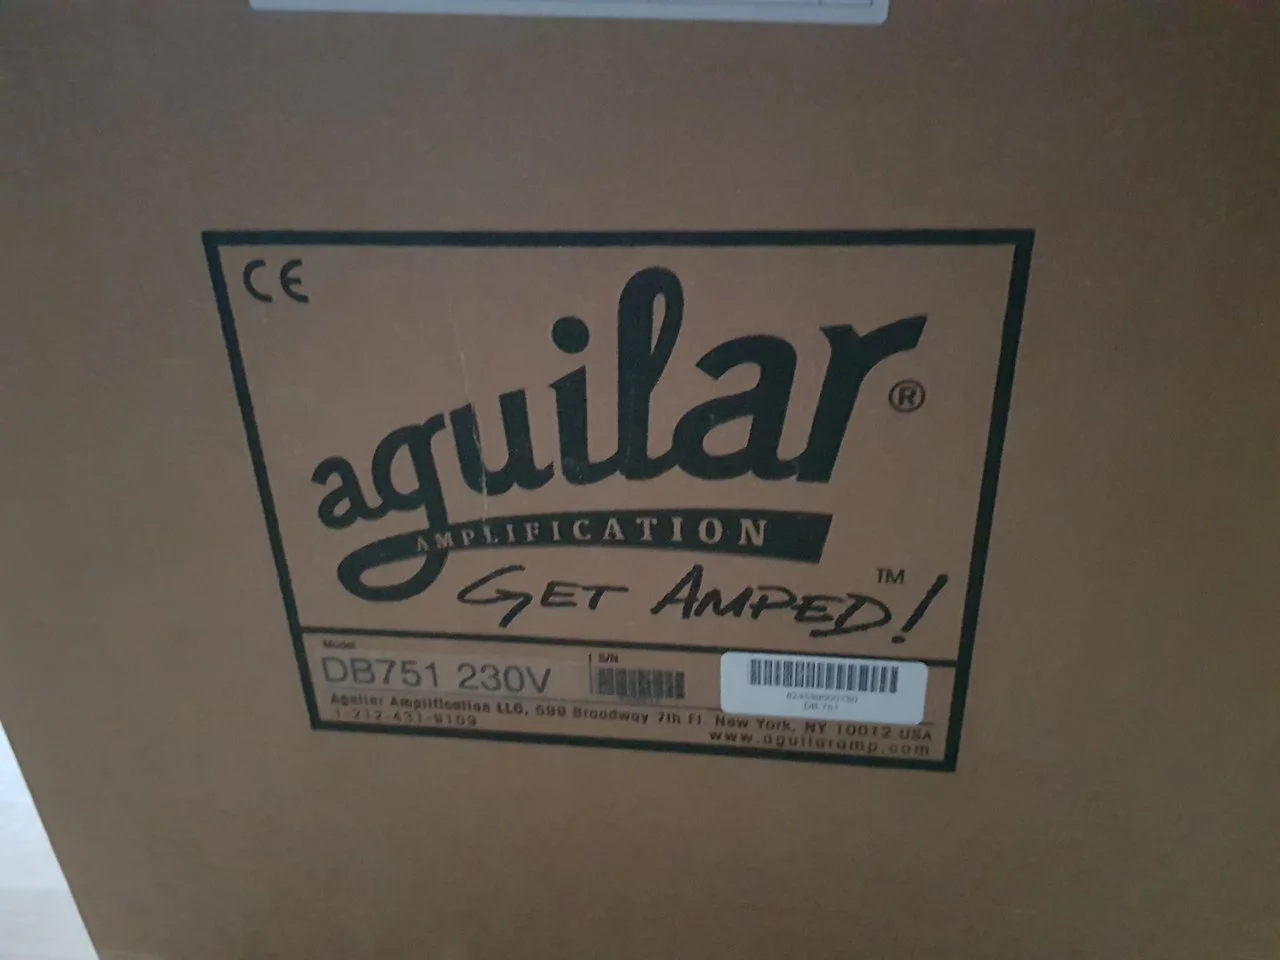 CE
aguilar ®
AMPLIFICATION
GET AMPED! ™
Model
DB751 230V
S/N
DB 751
Aguilar Amplification LLC, 599 Broadway 7th Fl. New York, NY 10012 USA
1-212-431-9109
www.aguilaramp.com